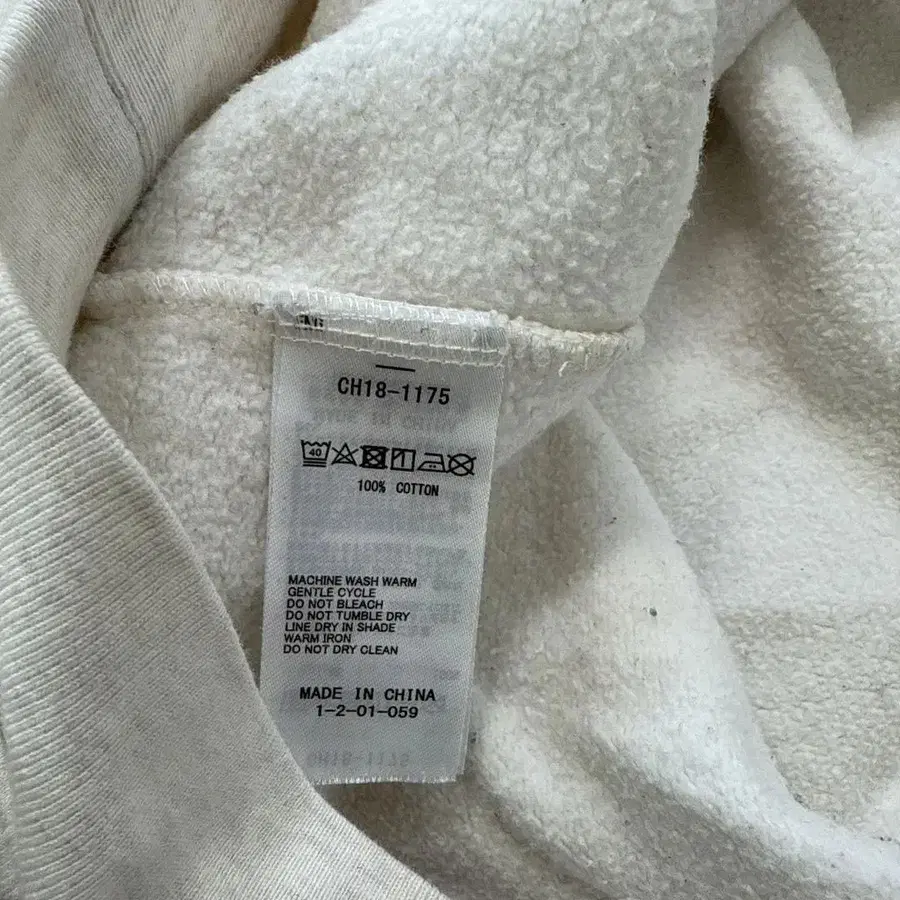 CH18-1175
40
100% COTTON
MACHINE WASH WARM
GENTLE CYCLE
DO NOT BLEACH
DO NOT TUMBLE DRY
LINE DRY IN SHADE
WARM IRON
DO NOT DRY CLEAN
MADE IN CHINA
1-2-01-059